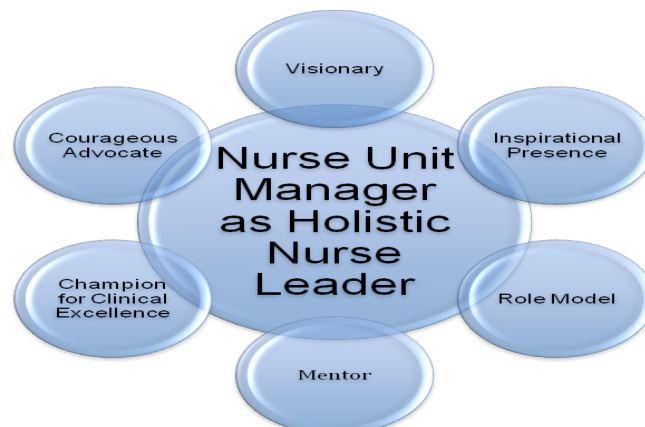 Visionary
Inspirational
Presence
Role Model
Mentor
Champion
for Clinical
Excellence
Courageous
Advocate
Nurse Unit
Manager
as Holistic
Nurse
Leader